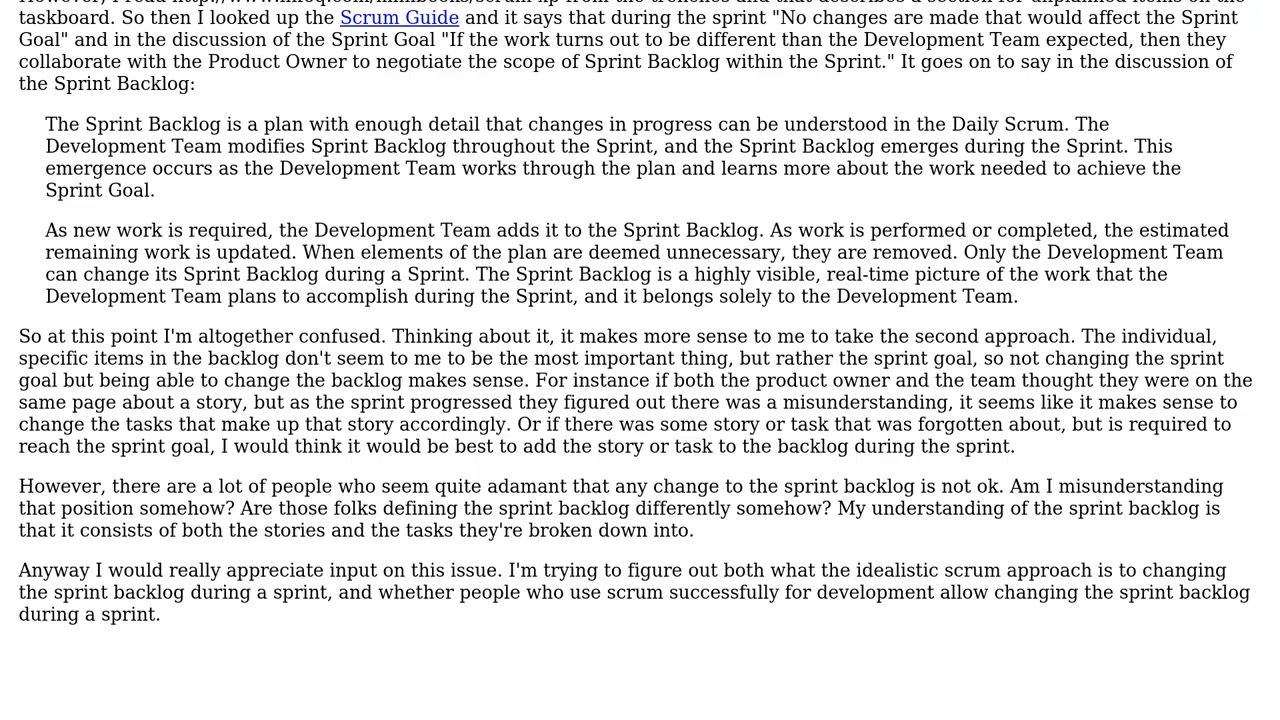 taskboard. So then I looked up the Scrum Guide and it says that during the sprint "No changes are made that would affect the Sprint
Goal" and in the discussion of the Sprint Goal "If the work turns out to be different than the Development Team expected, then they
collaborate with the Product Owner to negotiate the scope of Sprint Backlog within the Sprint." It goes on to say in the discussion of
the Sprint Backlog:
The Sprint Backlog is a plan with enough detail that changes in progress can be understood in the Daily Scrum. The
Development Team modifies Sprint Backlog throughout the Sprint, and the Sprint Backlog emerges during the Sprint. This
emergence occurs as the Development Team works through the plan and learns more about the work needed to achieve the
Sprint Goal.
As new work is required, the Development Team adds it to the Sprint Backlog. As work is performed or completed, the estimated
remaining work is updated. When elements of the plan are deemed unnecessary, they are removed. Only the Development Team
can change its Sprint Backlog during a Sprint. The Sprint Backlog is a highly visible, real-time picture of the work that the
Development Team plans to accomplish during the Sprint, and it belongs solely to the Development Team.
So at this point I'm altogether confused. Thinking about it, it makes more sense to me to take the second approach. The individual,
specific items in the backlog don't seem to me to be the most important thing, but rather the sprint goal, so not changing the sprint
goal but being able to change the backlog makes sense. For instance if both the product owner and the team thought they were on the
same page about a story, but as the sprint progressed they figured out there was a misunderstanding, it seems like it makes sense to
change the tasks that make up that story accordingly. Or if there was some story or task that was forgotten about, but is required to
reach the sprint goal, I would think it would be best to add the story or task to the backlog during the sprint.
However, there are a lot of people who seem quite adamant that any change to the sprint backlog is not ok. Am I misunderstanding
that position somehow? Are those folks defining the sprint backlog differently somehow? My understanding of the sprint backlog is
that it consists of both the stories and the tasks they're broken down into.
Anyway I would really appreciate input on this issue. I'm trying to figure out both what the idealistic scrum approach is to changing
the sprint backlog during a sprint, and whether people who use scrum successfully for development allow changing the sprint backlog
during a sprint.